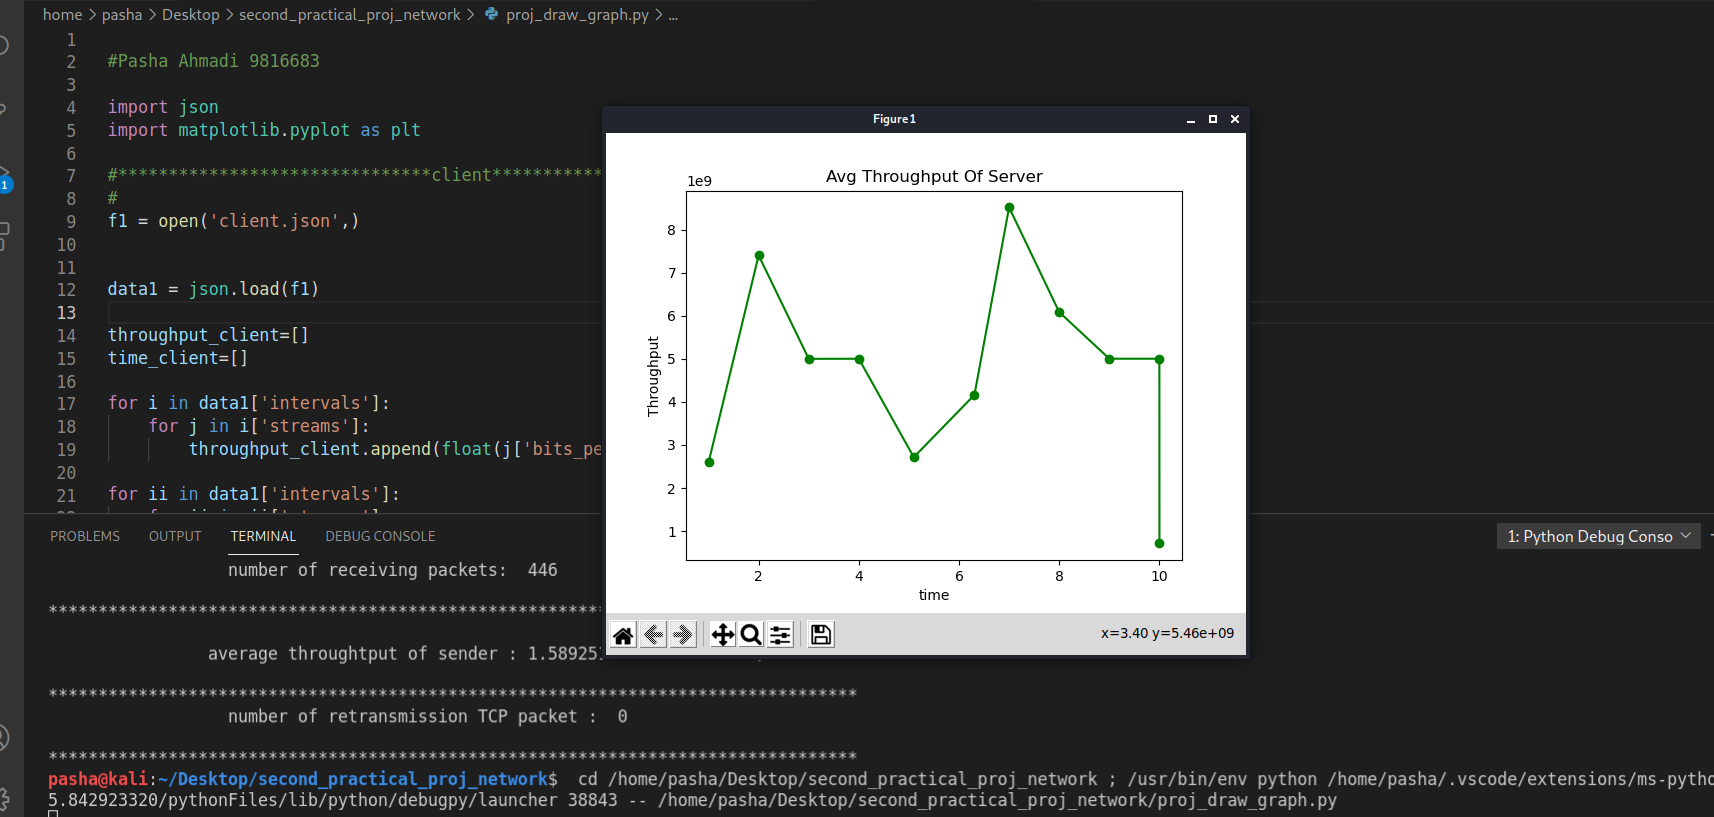 home > pasha > Desktop > second_practical_proj_network > proj_draw_graph.py > ...
1
2 #Pasha Ahmadi 9816683
3
4 import json
5 import matplotlib.pyplot as plt
6
7 #*******************************client***********
8 #
9 f1 = open('client.json',)
10
11
12 data1 = json.load(f1)
13
14 throughput_client=[]
15 time_client=[]
16
17 for i in data1['intervals']:
18 for j in i['streams']:
19 throughput_client.append(float(j['bits_pe
20
21 for ii in data1['intervals']:
Figure1
Avg Throughput Of Server
1e9
8
7
6
5
4
3
2
1
Throughput
2 4 6 8 10
time
x=3.40 y=5.46e+09
1
PROBLEMS OUTPUT TERMINAL DEBUG CONSOLE
1: Python Debug Conso
number of receiving packets: 446
********************************************************
average throughtput of sender : 1.58925
*********************************************************************************
number of retransmission TCP packet : 0
*********************************************************************************
pasha@kali:~/Desktop/second_practical_proj_network$ cd /home/pasha/Desktop/second_practical_proj_network ; /usr/bin/env python /home/pasha/.vscode/extensions/ms-pytho
5.842923320/pythonFiles/lib/python/debugpy/launcher 38843 -- /home/pasha/Desktop/second_practical_proj_network/proj_draw_graph.py